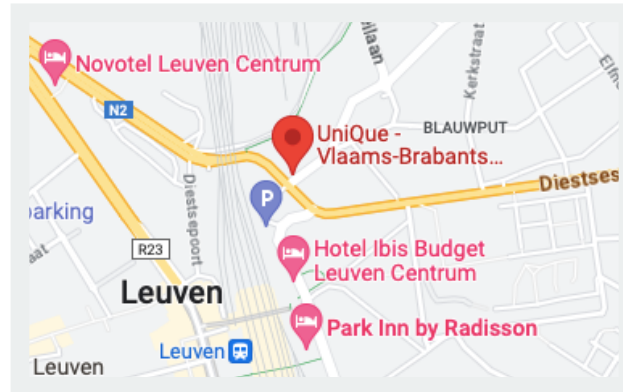 Novotel Leuven Centrum
Kerkstraat
N2
UniQue -
Vlaams-Brabants...
BLAUWPUT
Diestsepoort
P
Diestses
arking
R23
Hotel Ibis Budget
Leuven Centrum
Leuven
Park Inn by Radisson
Leuven
Leuven